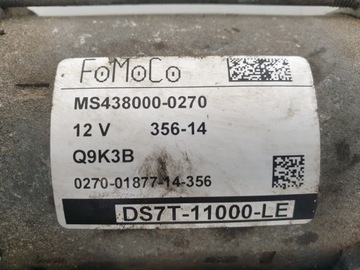 FoMoCo
MS438000-0270
12 V 356-14
Q9K3B
0270-01877-14-356
DS7T-11000-LE